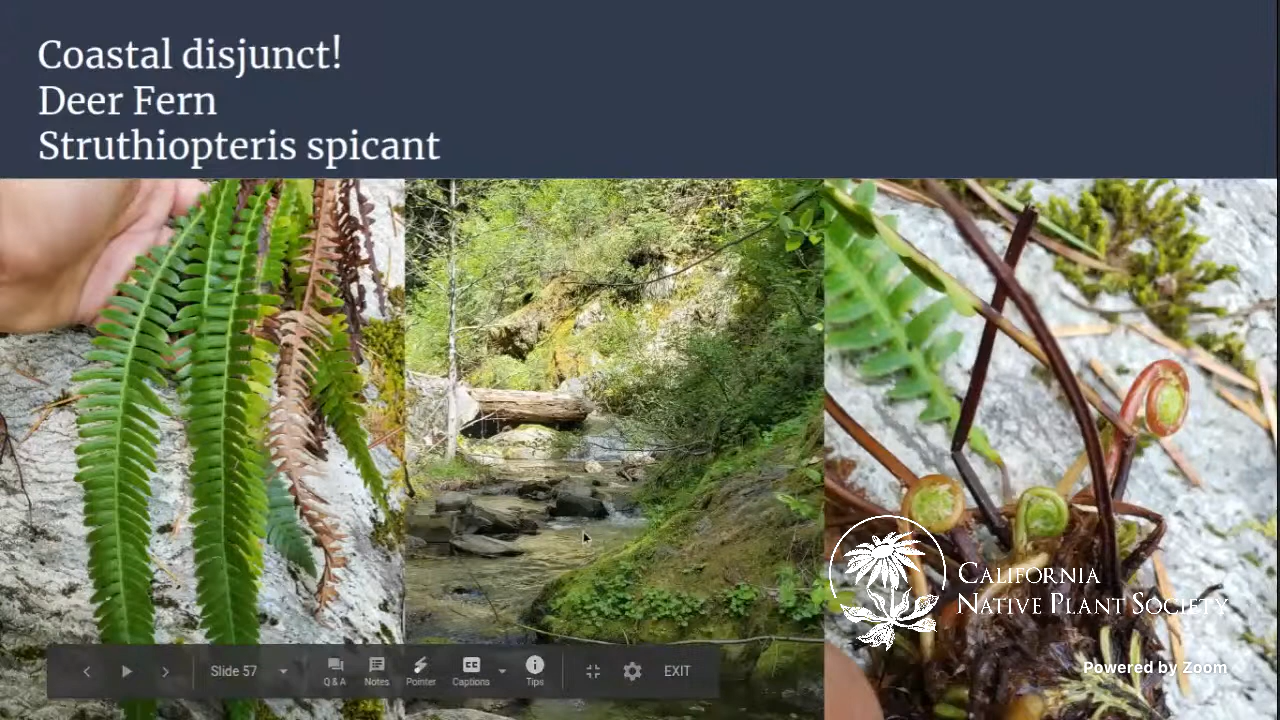 Coastal disjunct!
Deer Fern
Struthiopteris spicant
CALIFORNIA
NATIVE PLANT SOCIETY
Slide 57
Q & A
Notes
Pointer
Captions
Tips
EXIT
Powered by Zoom